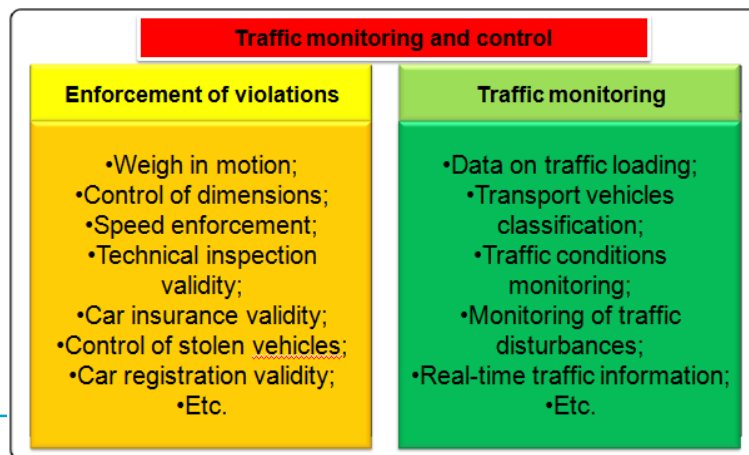 Traffic monitoring and control
Enforcement of violations
•Weigh in motion;
•Control of dimensions;
•Speed enforcement;
•Technical inspection
validity;
•Car insurance validity;
•Control of stolen vehicles;
•Car registration validity;
•Etc.
Traffic monitoring
•Data on traffic loading;
•Transport vehicles
classification;
•Traffic conditions
monitoring;
•Monitoring of traffic
disturbances;
•Real-time traffic information;
•Etc.